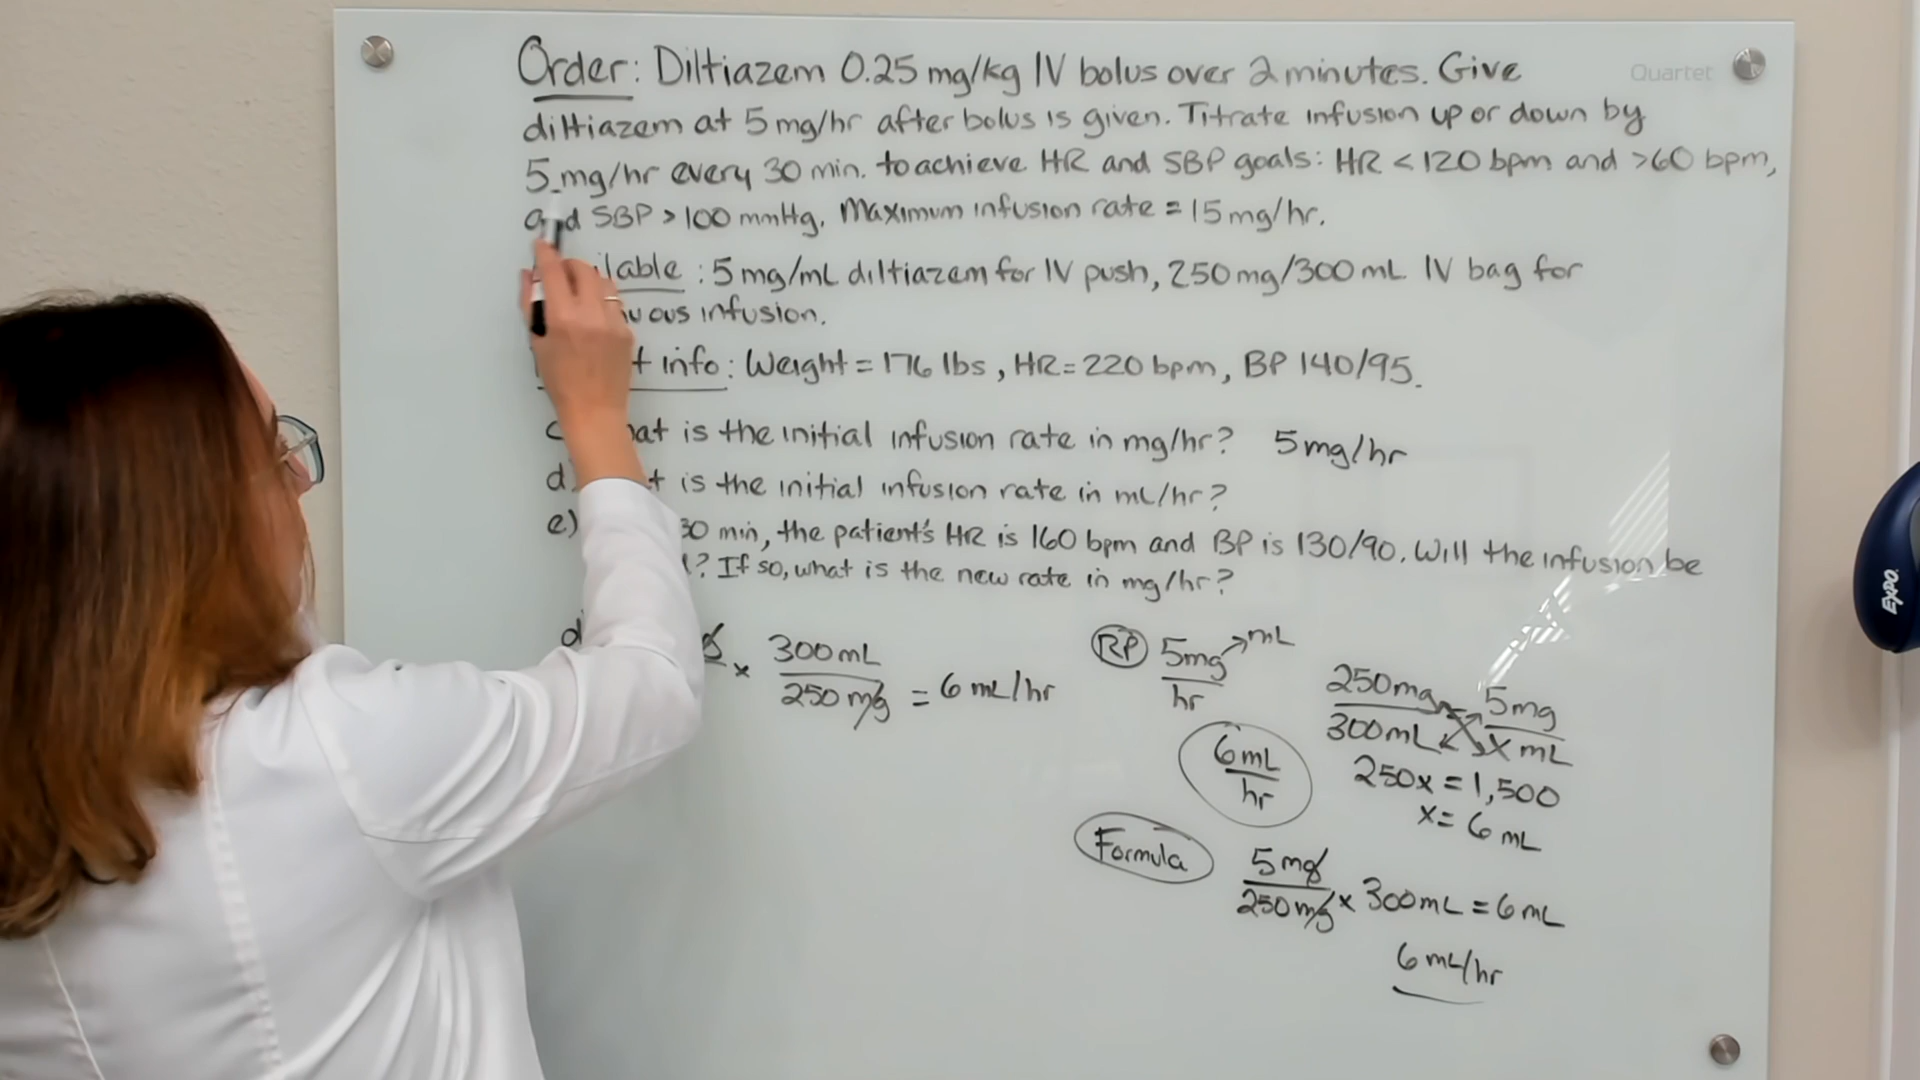 Order: Diltiazem 0.25 mg/kg IV bolus over 2 minutes. Give
Quartet
diltiazem at 5 mg/hr after bolus is given. Titrate infusion up or down by
5 mg/hr every 30 min. to achieve HR and SBP goals: HR < 120 bpm and >60 bpm,
and SBP > 100 mmHg. Maximum infusion rate = 15 mg/hr.
ilable : 5 mg/mL diltiazem for IV push, 250 mg/300 mL IV bag for
uous infusion.
t info: Weight = 176 lbs, HR = 220 bpm, BP 140/95.
c hat is the initial infusion rate in mg/hr? 5 mg/hr
d) t is the initial infusion rate in mL/hr?
e) 30 min, the patient's HR is 160 bpm and BP is 130/90. Will the infusion be
? If so, what is the new rate in mg/hr?
d
x 300 mL / 250 mg = 6 mL/hr
RP 5 mg → mL / hr
250 mg / 300 mL = 5 mg / X mL
6 mL / hr
250x = 1,500
x = 6 mL
Formula
5 mg / 250 mg x 300 mL = 6 mL
6 mL/hr
EXPO